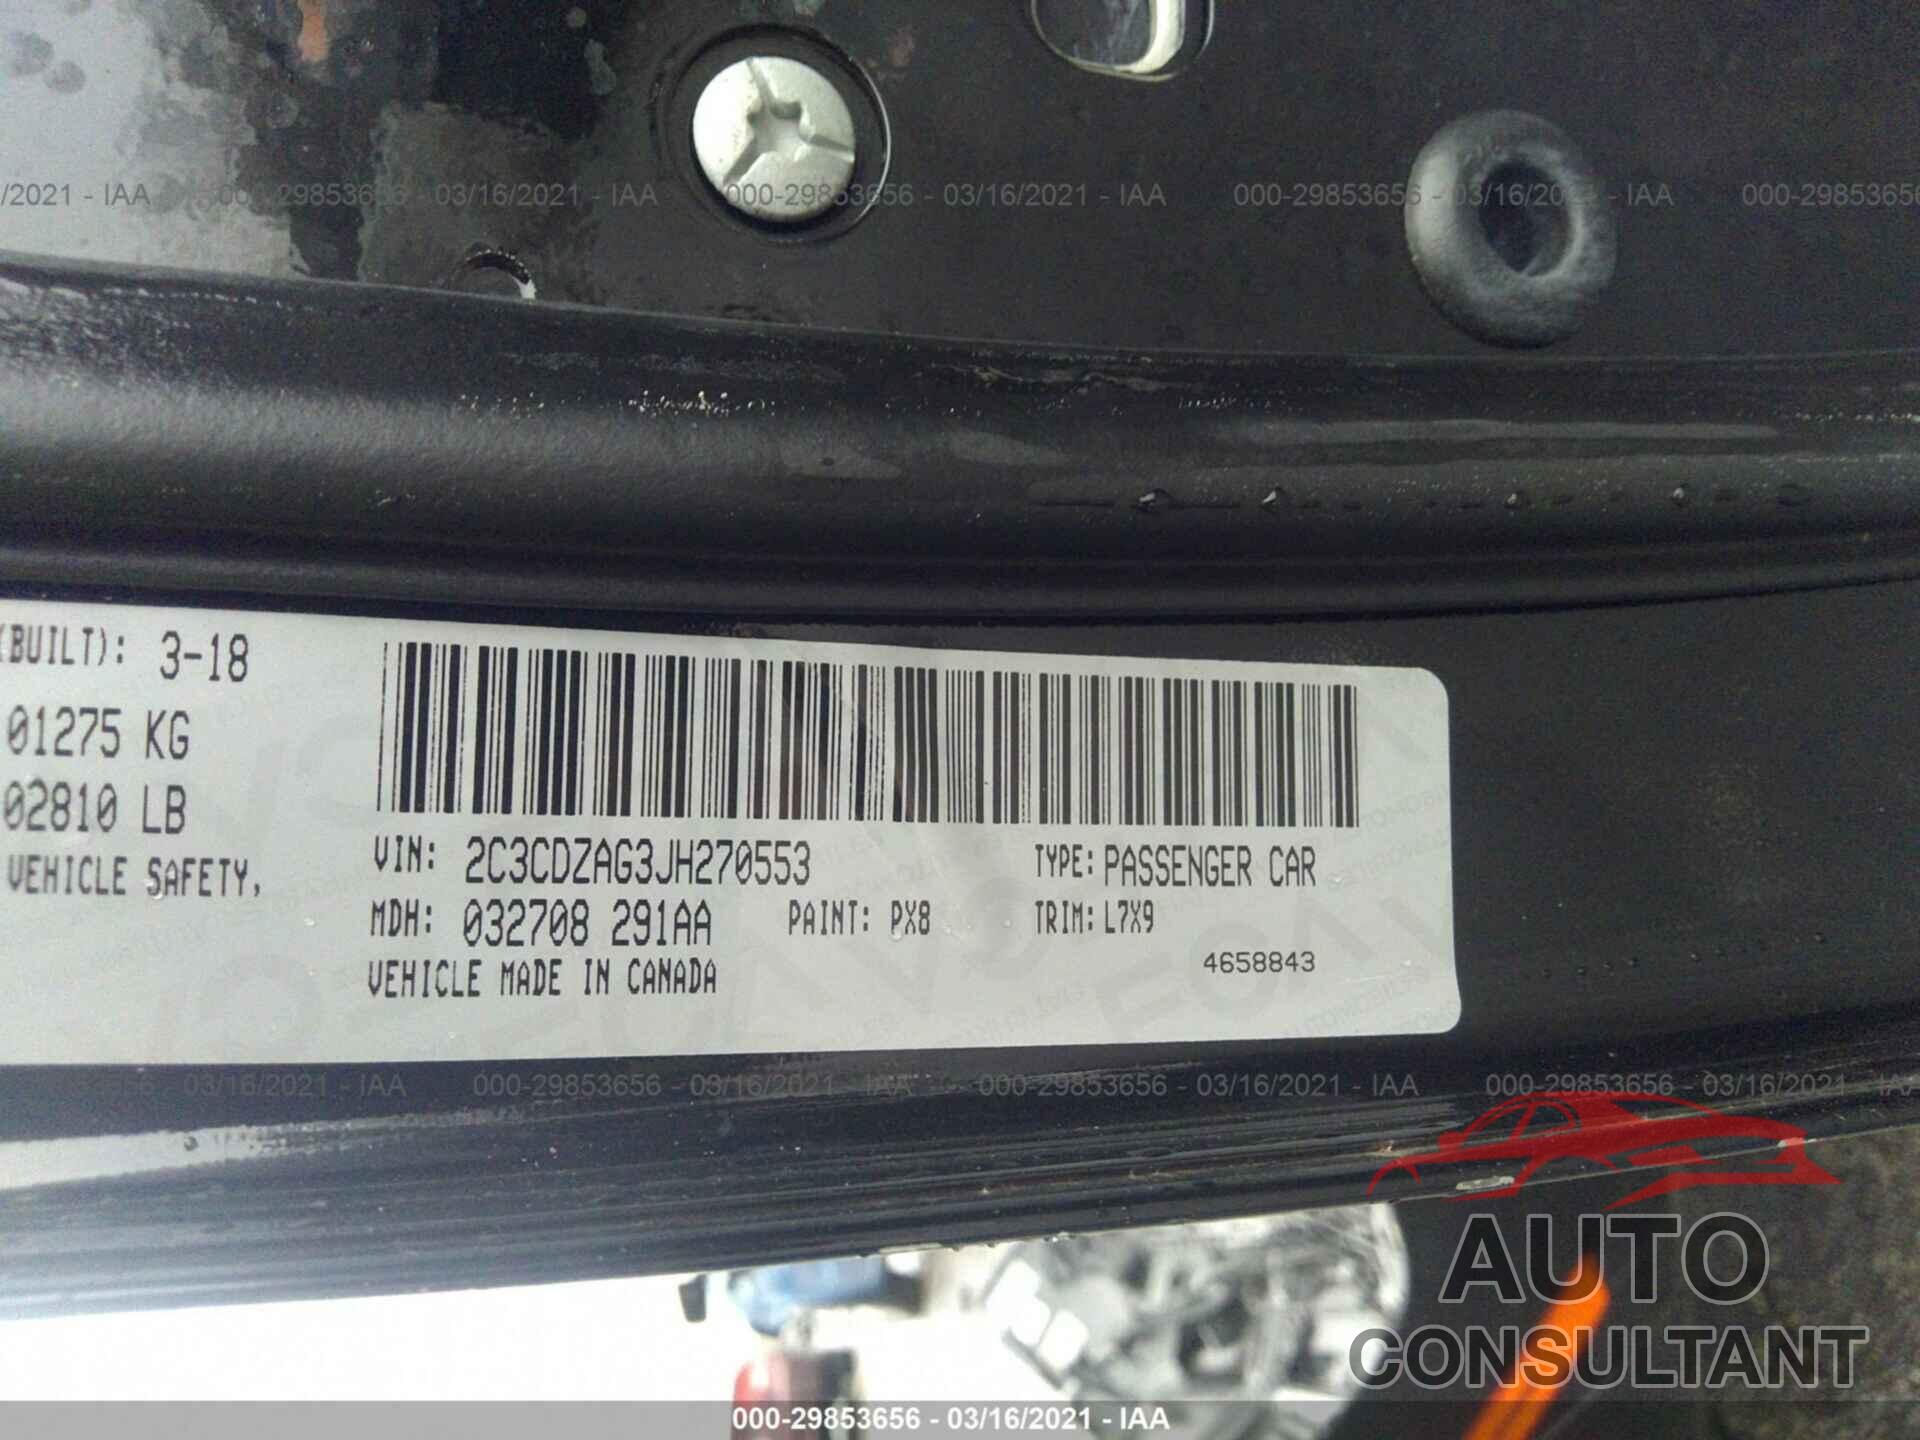 /2021 - IAA 000-29853656 - 03/16/2021 - IAA 000-29853656 - 03/16/2021 - IAA 000-29853656 - 03/16/2021 - IAA 000-29853656
(BUILT): 3-18
01275 KG
02810 LB
VEHICLE SAFETY,
VIN: 2C3CDZAG3JH270553 TYPE: PASSENGER CAR
MDH: 032708 291AA PAINT: PX8 TRIM: L7X9
VEHICLE MADE IN CANADA 4658843
- 03/16/2021 - IAA 000-29853656 - 03/16/2021 - IAA 000-29853656 - 03/16/2021 - IAA 000-29853656 - 03/16/2021 - IAA
AUTO
CONSULTANT
000-29853656 - 03/16/2021 - IAA